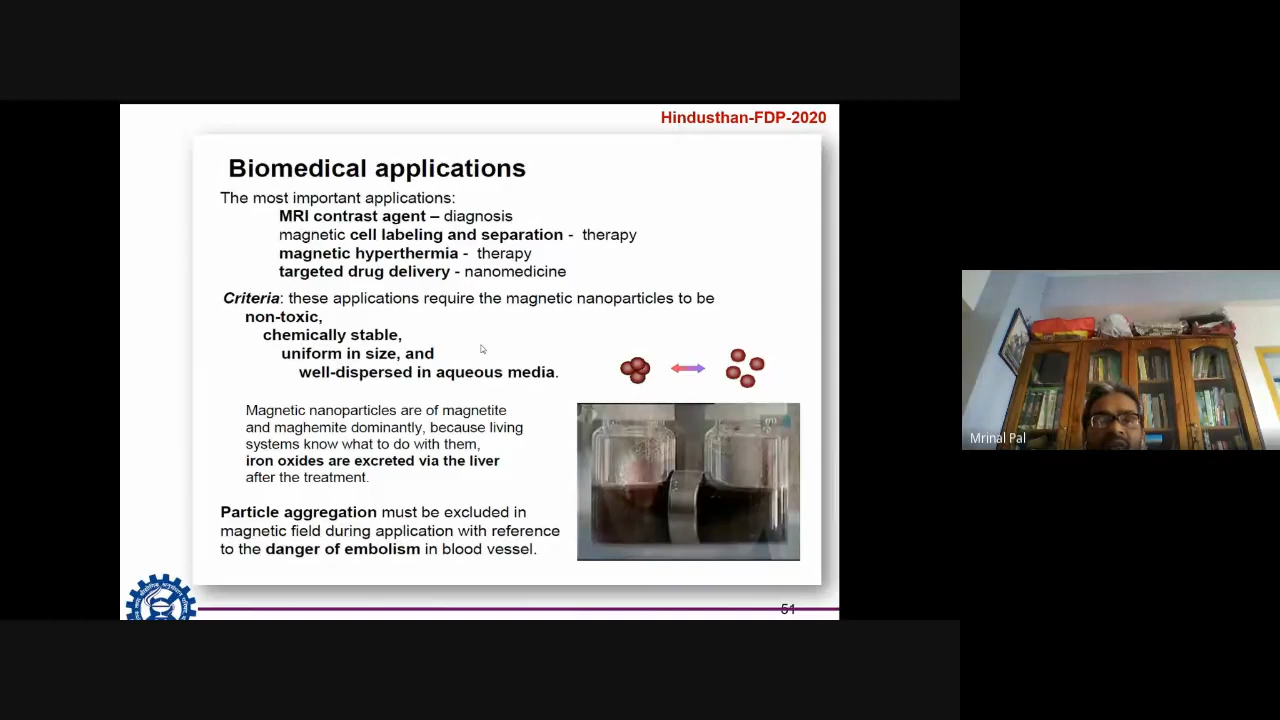 Hindusthan-FDP-2020
Biomedical applications
The most important applications:
MRI contrast agent – diagnosis
magnetic cell labeling and separation - therapy
magnetic hyperthermia - therapy
targeted drug delivery - nanomedicine
Criteria: these applications require the magnetic nanoparticles to be
non-toxic,
chemically stable,
uniform in size, and
well-dispersed in aqueous media.
Magnetic nanoparticles are of magnetite
and maghemite dominantly, because living
systems know what to do with them,
iron oxides are excreted via the liver
after the treatment.
Particle aggregation must be excluded in
magnetic field during application with reference
to the danger of embolism in blood vessel.
51
Mrinal Pal